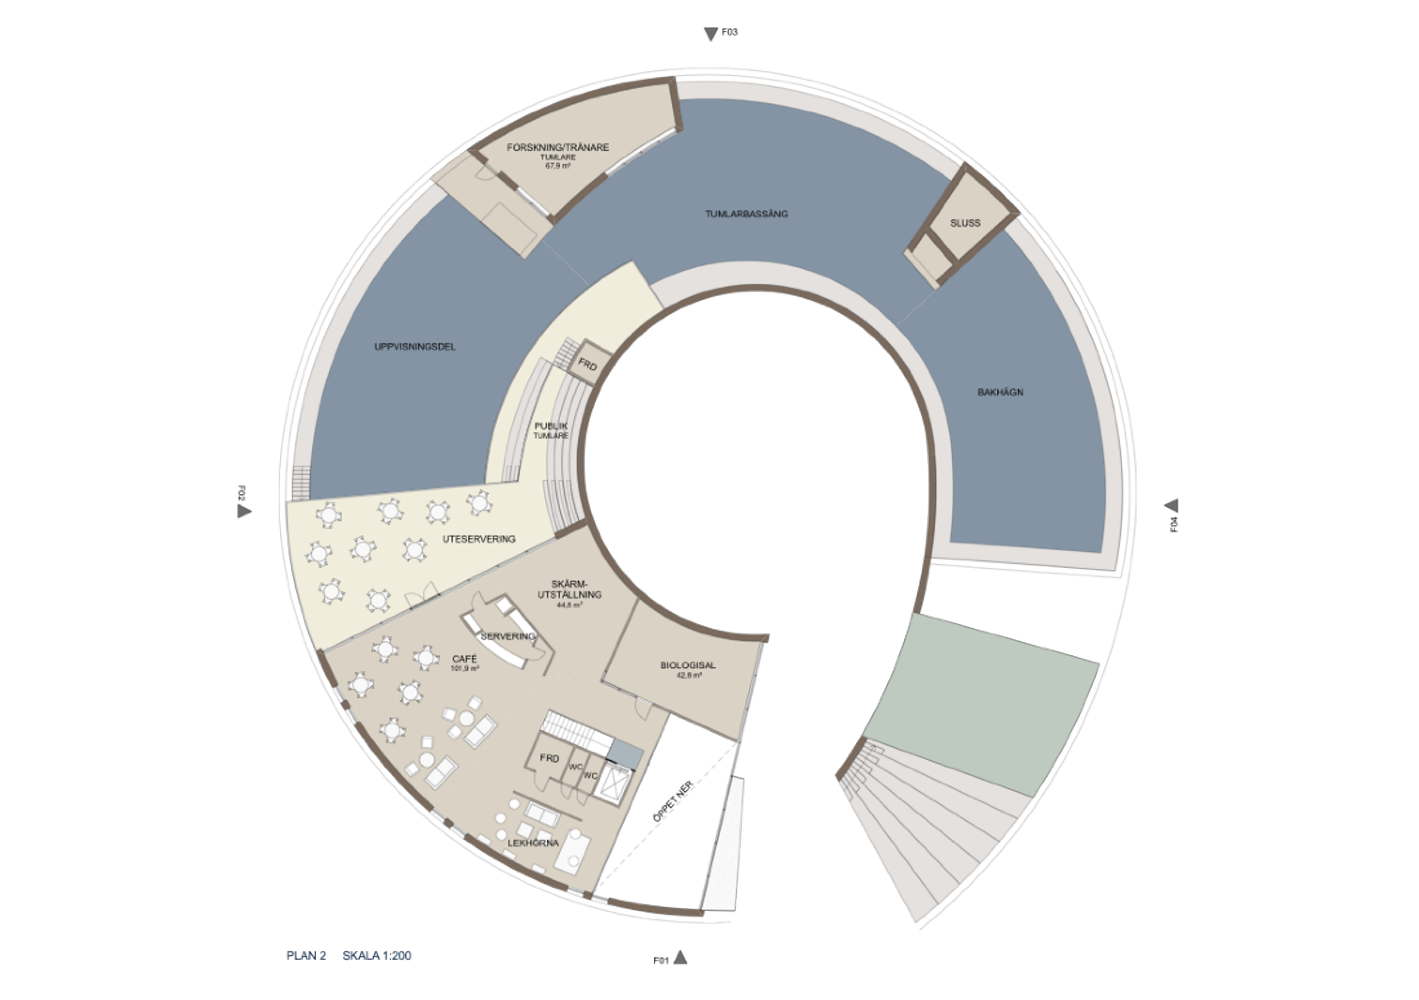 F03
FORSKNING/TRÄNARE
TUMLARE
67,9 m²
TUMLARBASSÄNG
SLUSS
UPPVISNINGSDEL
FRD
BAKHÄGN
PUBLIK
TUMLARE
F02
F04
UTESERVERING
SKÄRM-
UTSTÄLLNING
44,8 m²
SERVERING
CAFÉ
101,9 m²
BIOLOGISAL
42,8 m²
FRD
WC
WC
ÖPPET NER
LEKHÖRNA
PLAN 2 SKALA 1:200
F01